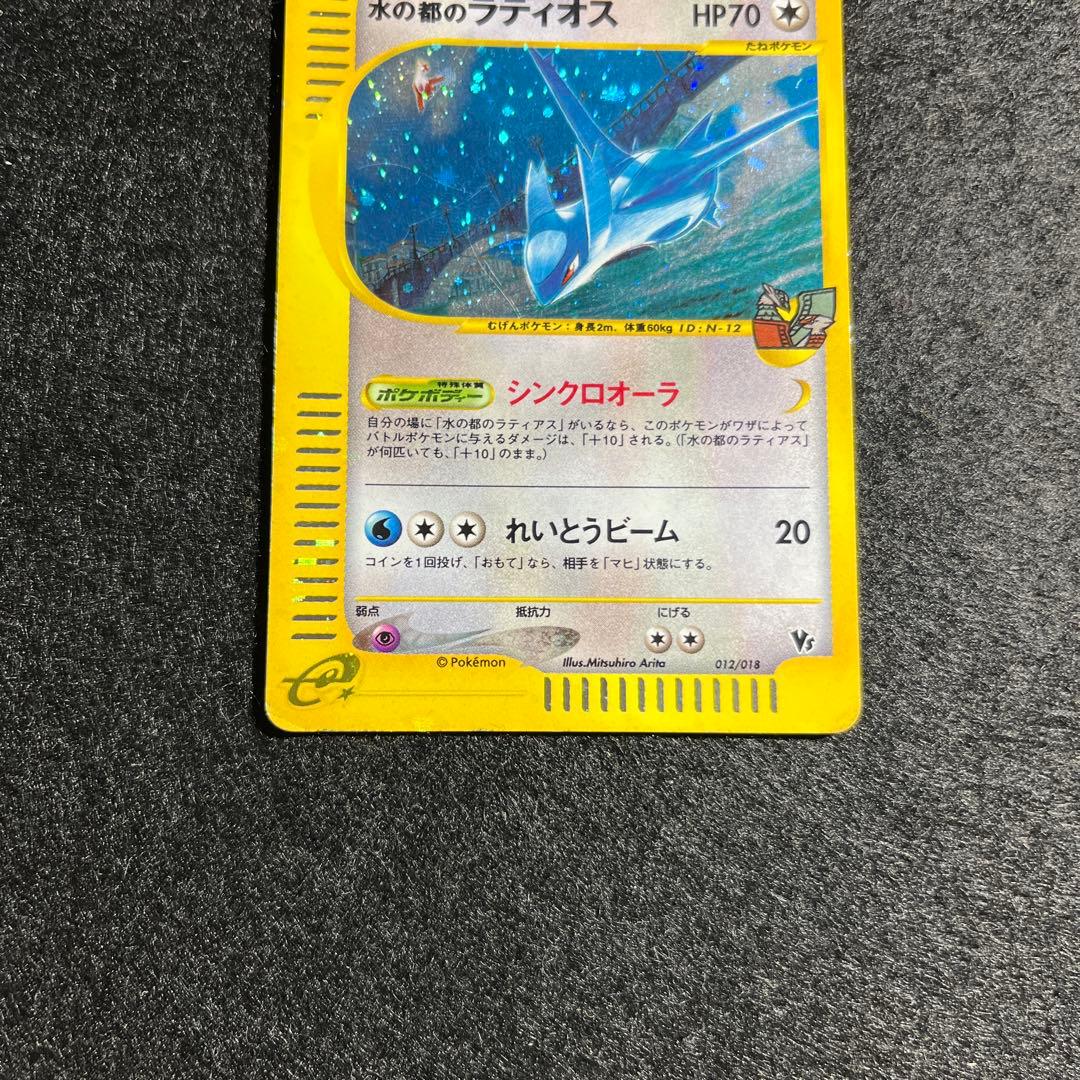 水の都のラティオス HP70
たねポケモン
むげんポケモン：身長2m．体重60kg ID：N-12
特殊体質
ポケボディー シンクロオーラ
自分の場に「水の都のラティアス」がいるなら、このポケモンがワザによって
バトルポケモンに与えるダメージは、「＋10」される。（「水の都のラティアス」
が何匹いても、「＋10」のまま。）
れいとうビーム 20
コインを1回投げ、「おもて」なら、相手を「マヒ」状態にする。
弱点 抵抗力 にげる
© Pokémon Illus.Mitsuhiro Arita 012/018 VS
e